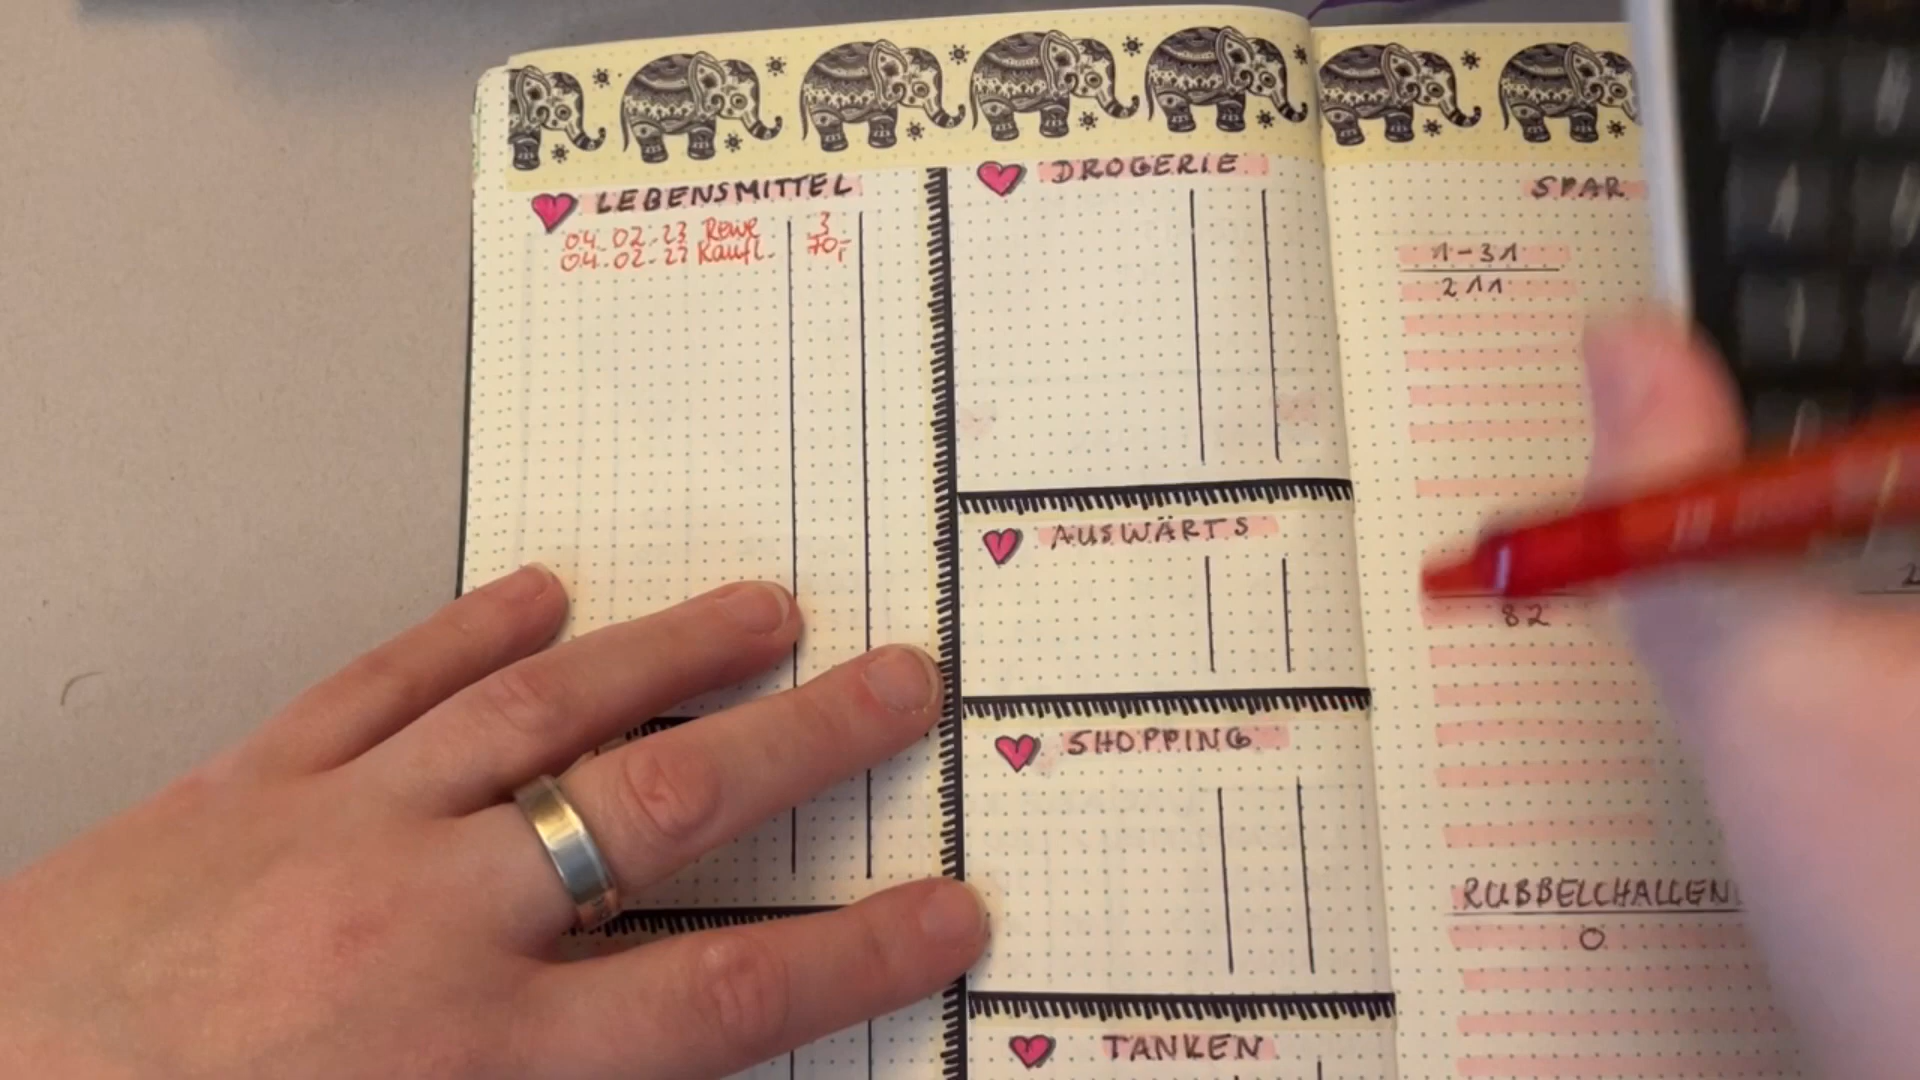 LEBENSMITTEL
04.02.23 Rewe 3
04.02.23 Kaufl. 70,-
DROGERIE
AUSWÄRTS
SHOPPING
TANKEN
SPAR
1-31
211
82
RUBBELCHALLEN
0